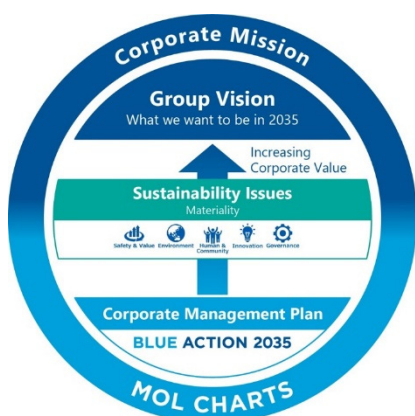 Corporate Mission
Group Vision
What we want to be in 2035
Increasing
Corporate Value
Sustainability Issues
Materiality
Safety & Value
Environment
Human &
Community
Innovation
Governance
Corporate Management Plan
BLUE ACTION 2035
MOL CHARTS